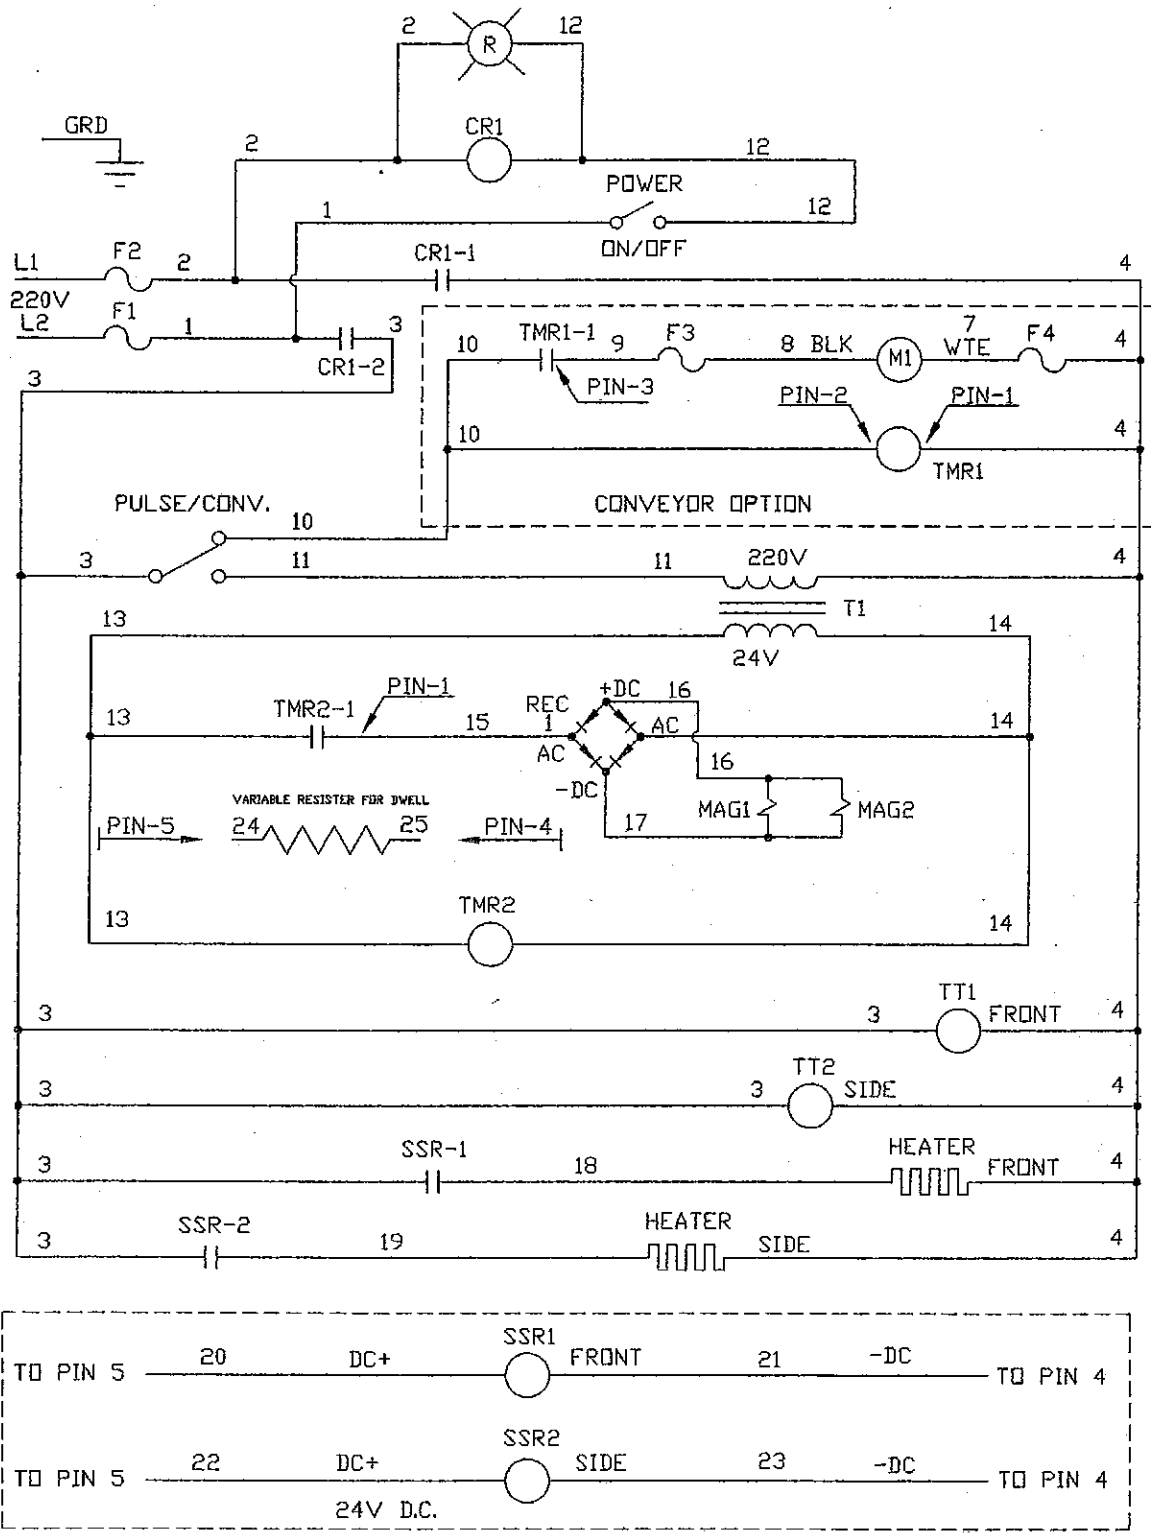 2 12
R
GRD
CR1
2 12
POWER
1 12
ON/OFF
L1 F2 2 CR1-1 4
220V
L2 F1 1 3
CR1-2
10 TMR1-1 9 F3 8 BLK M1 7 WTE F4 4
PIN-3
3
PIN-2 PIN-1
10 4
TMR1
PULSE/CONV. CONVEYOR OPTION
10
3 11 11 220V 4
T1
13 14
24V
PIN-1
+DC 16
TMR2-1 REC
13 15 1 AC 14
AC
16
-DC
VARIABLE RESISTER FOR DWELL
MAG1 MAG2
PIN-5 24 25 PIN-4 17
TMR2
13 14
TT1
3 3 FRONT 4
TT2
3 3 SIDE 4
SSR-1 HEATER
3 18 FRONT 4
SSR-2 HEATER
3 19 SIDE 4
SSR1
TO PIN 5 20 DC+ FRONT 21 -DC TO PIN 4
SSR2
TO PIN 5 22 DC+ SIDE 23 -DC TO PIN 4
24V D.C.